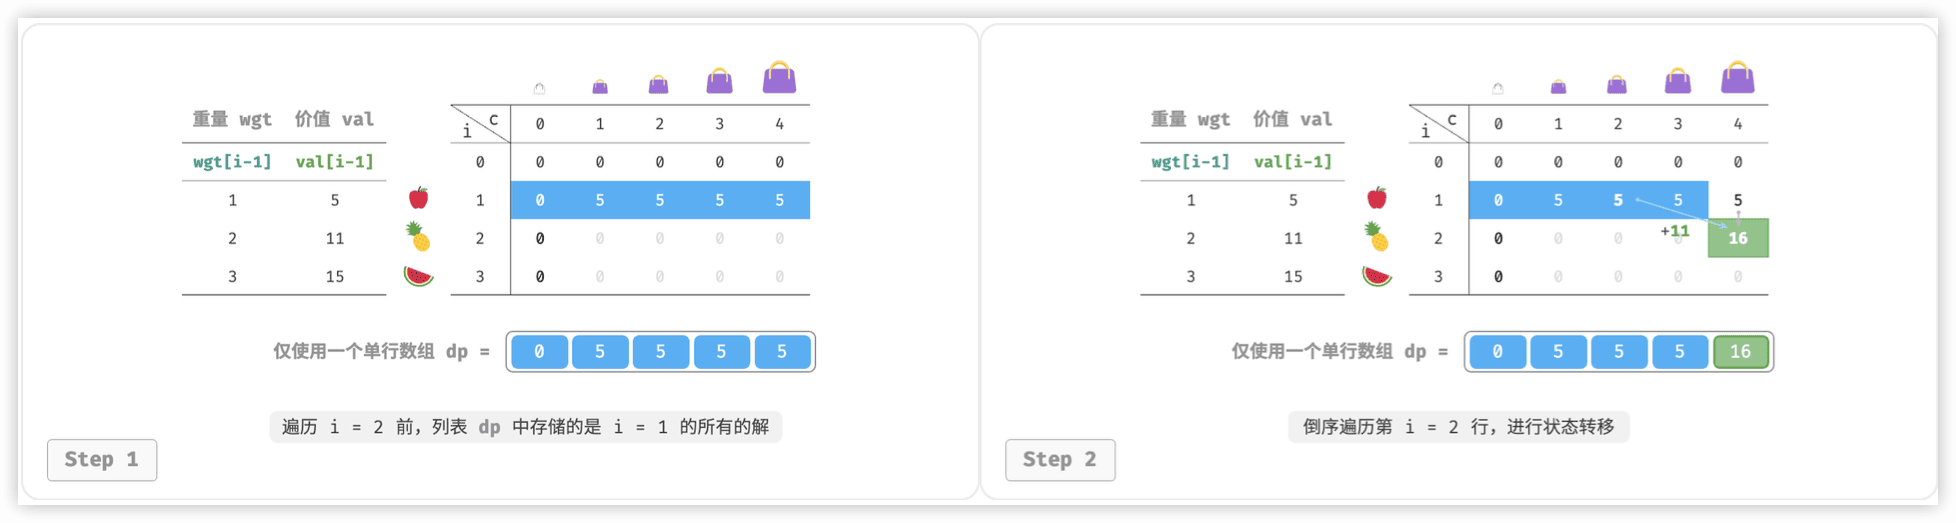 重量 wgt 价值 val
wgt[i-1] val[i-1]
i c 0 1 2 3 4
0 0 0 0 0 0
1 5 1 0 5 5 5 5
2 11 2 0 0 0 0 0
3 15 3 0 0 0 0 0
仅使用一个单行数组 dp = 0 5 5 5 5
遍历 i = 2 前，列表 dp 中存储的是 i = 1 的所有的解
Step 1
重量 wgt 价值 val
wgt[i-1] val[i-1]
i c 0 1 2 3 4
0 0 0 0 0 0
1 5 1 0 5 5 5 5
2 11 2 0 0 0 0 +11 16
3 15 3 0 0 0 0 0
仅使用一个单行数组 dp = 0 5 5 5 16
倒序遍历第 i = 2 行，进行状态转移
Step 2